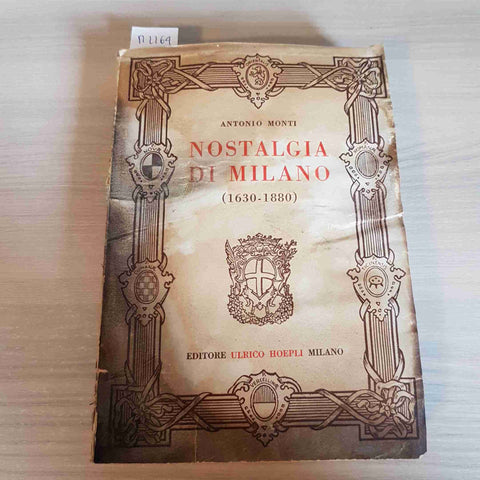 ANTONIO MONTI
NOSTALGIA
DI MILANO
(1630-1880)
EDITORE ULRICO HOEPLI MILANO